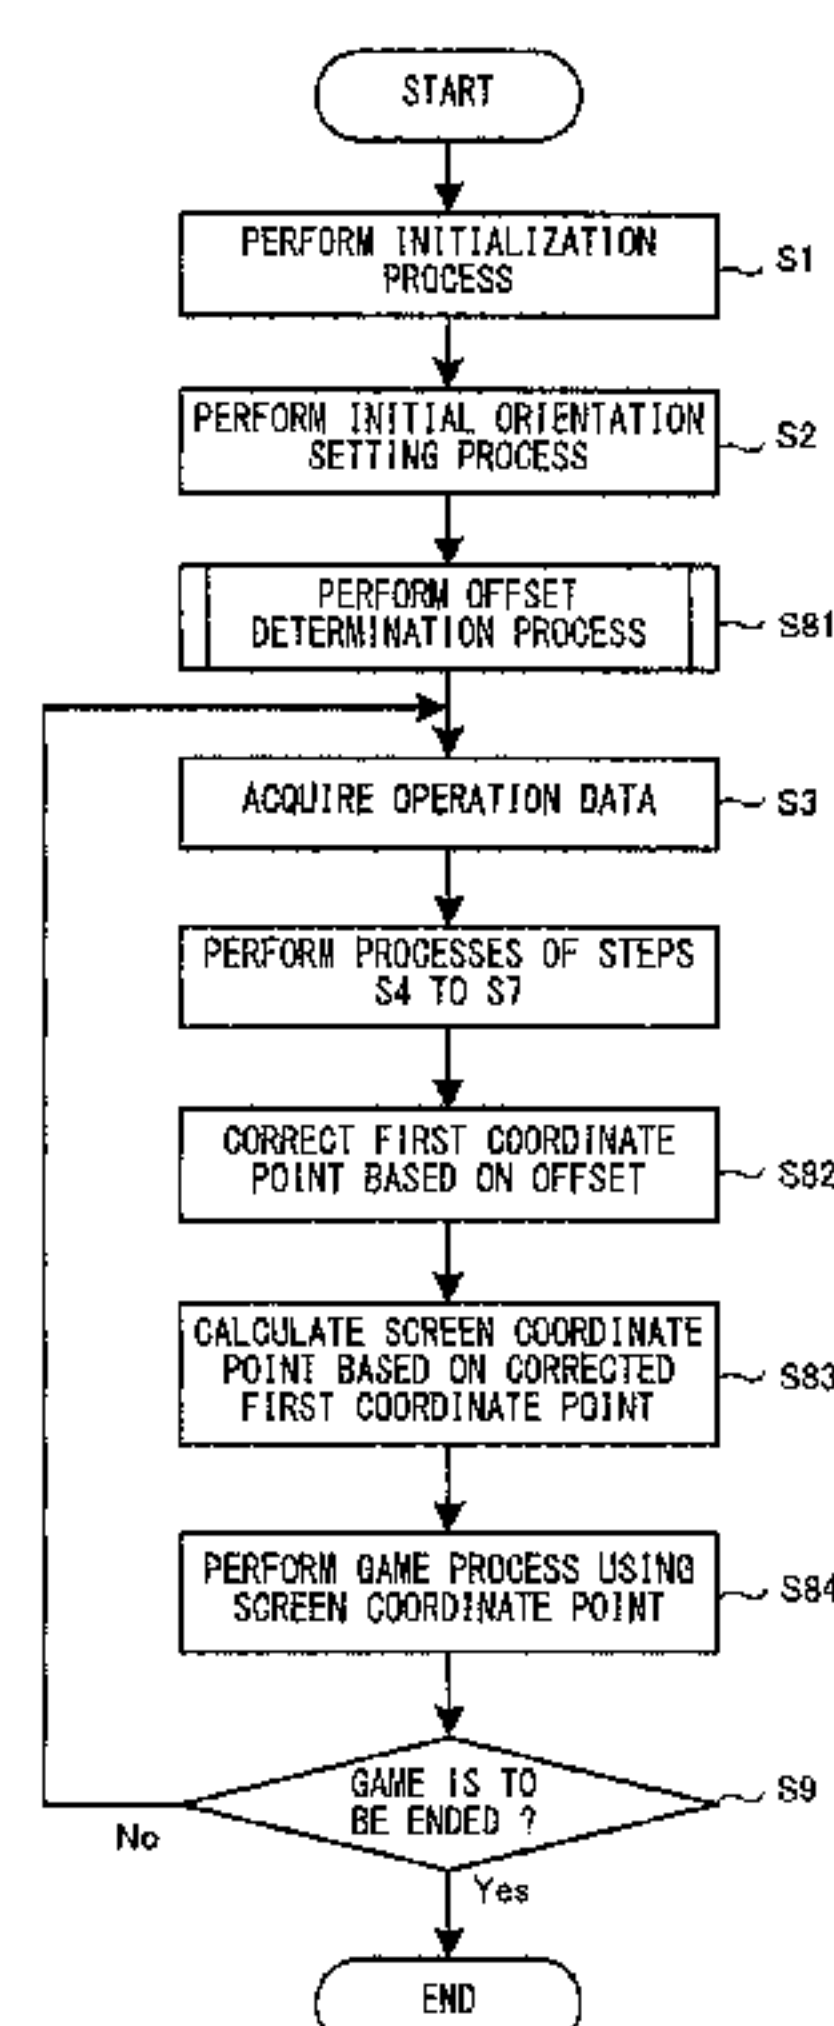 START
PERFORM INITIALIZATION
PROCESS
S1
PERFORM INITIAL ORIENTATION
SETTING PROCESS
S2
PERFORM OFFSET
DETERMINATION PROCESS
S81
ACQUIRE OPERATION DATA
S3
PERFORM PROCESSES OF STEPS
S4 TO S7
CORRECT FIRST COORDINATE
POINT BASED ON OFFSET
S82
CALCULATE SCREEN COORDINATE
POINT BASED ON CORRECTED
FIRST COORDINATE POINT
S83
PERFORM GAME PROCESS USING
SCREEN COORDINATE POINT
S84
GAME IS TO
BE ENDED ?
S9
No
Yes
END